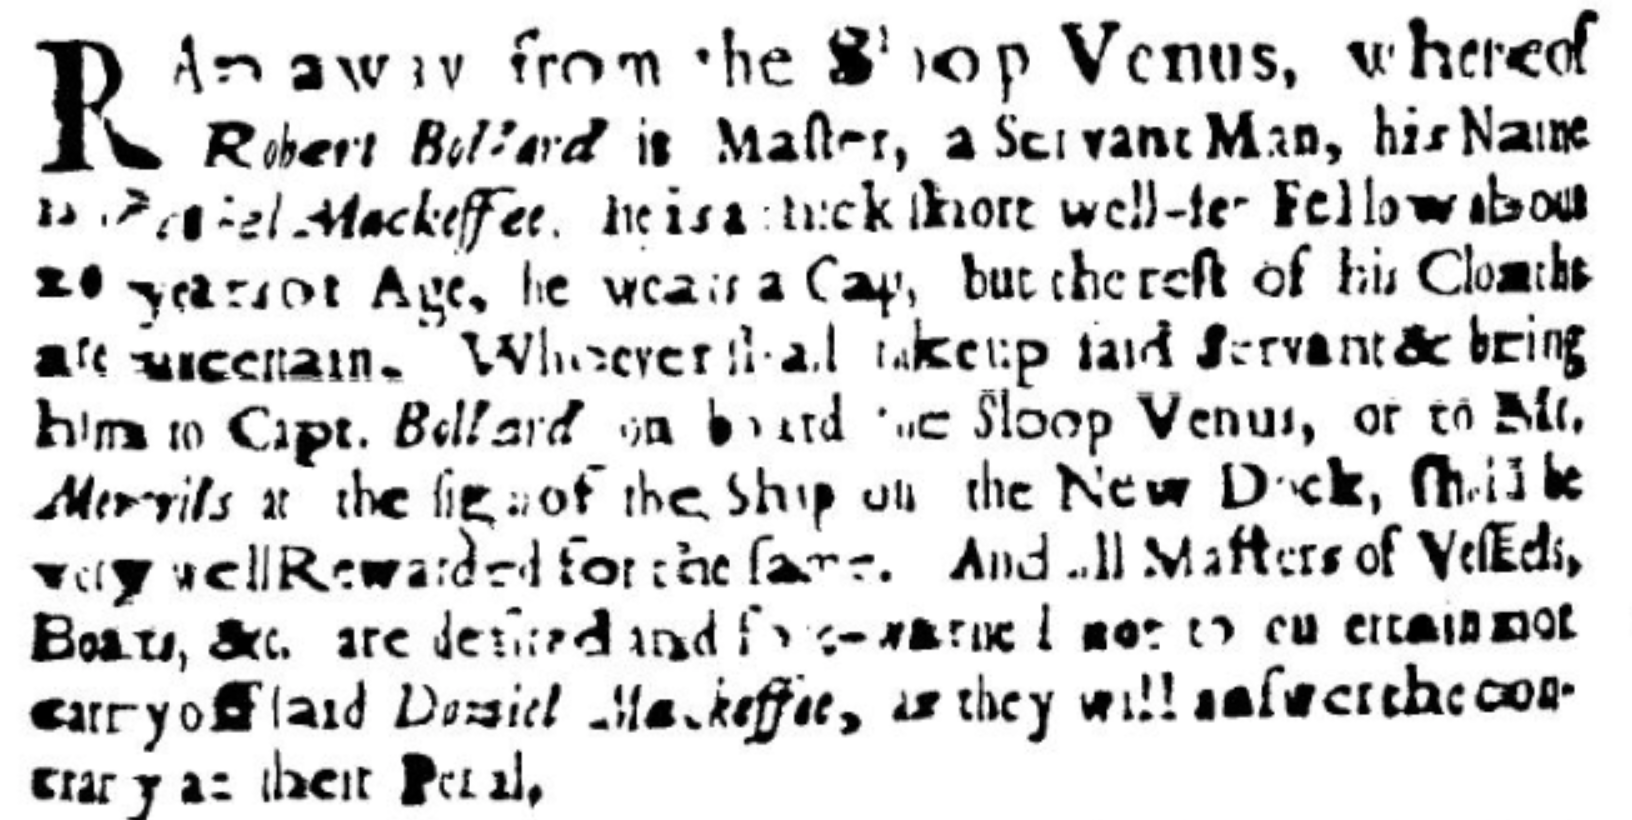 RAn away from the Sloop Venus, whereof
Robert Bollard is Master, a Servant Man, his Name
is Daniel Mackeffee. he is a thick short well-set Fellow about
20 years of Age, he wears a Cap, but the rest of his Cloaths
are uncertain. Whosever shall take up said Servant & bring
him to Capt. Bollard on board the Sloop Venus, or to Mr.
Merrils at the sign of the Ship on the New Dock, shall be
very well Rewarded for the same. And all Masters of Vessels,
Boats, &c. are desired and fore-warned not to entertain nor
carry off said Daniel Mackeffee, as they will answer the con-
trary at their Peral,